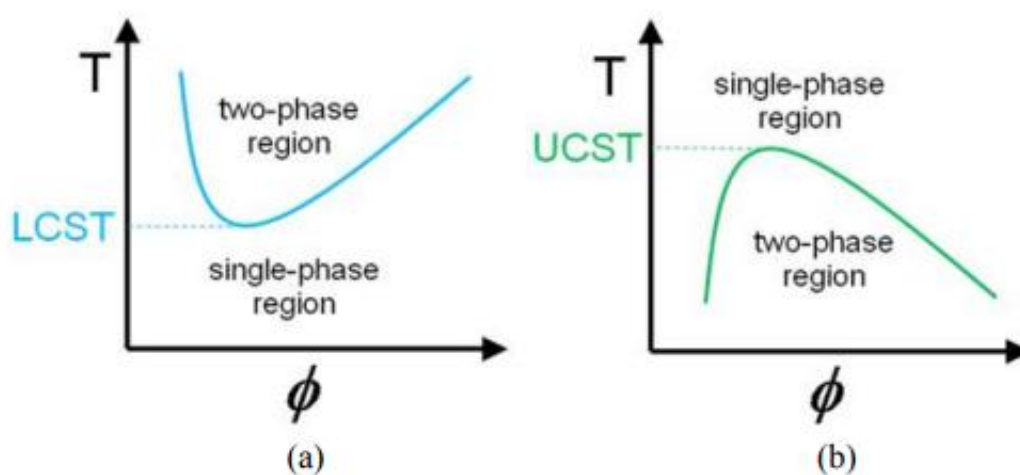 T
two-phase
region
LCST
single-phase
region
ϕ
(a)
T
single-phase
region
UCST
two-phase
region
ϕ
(b)